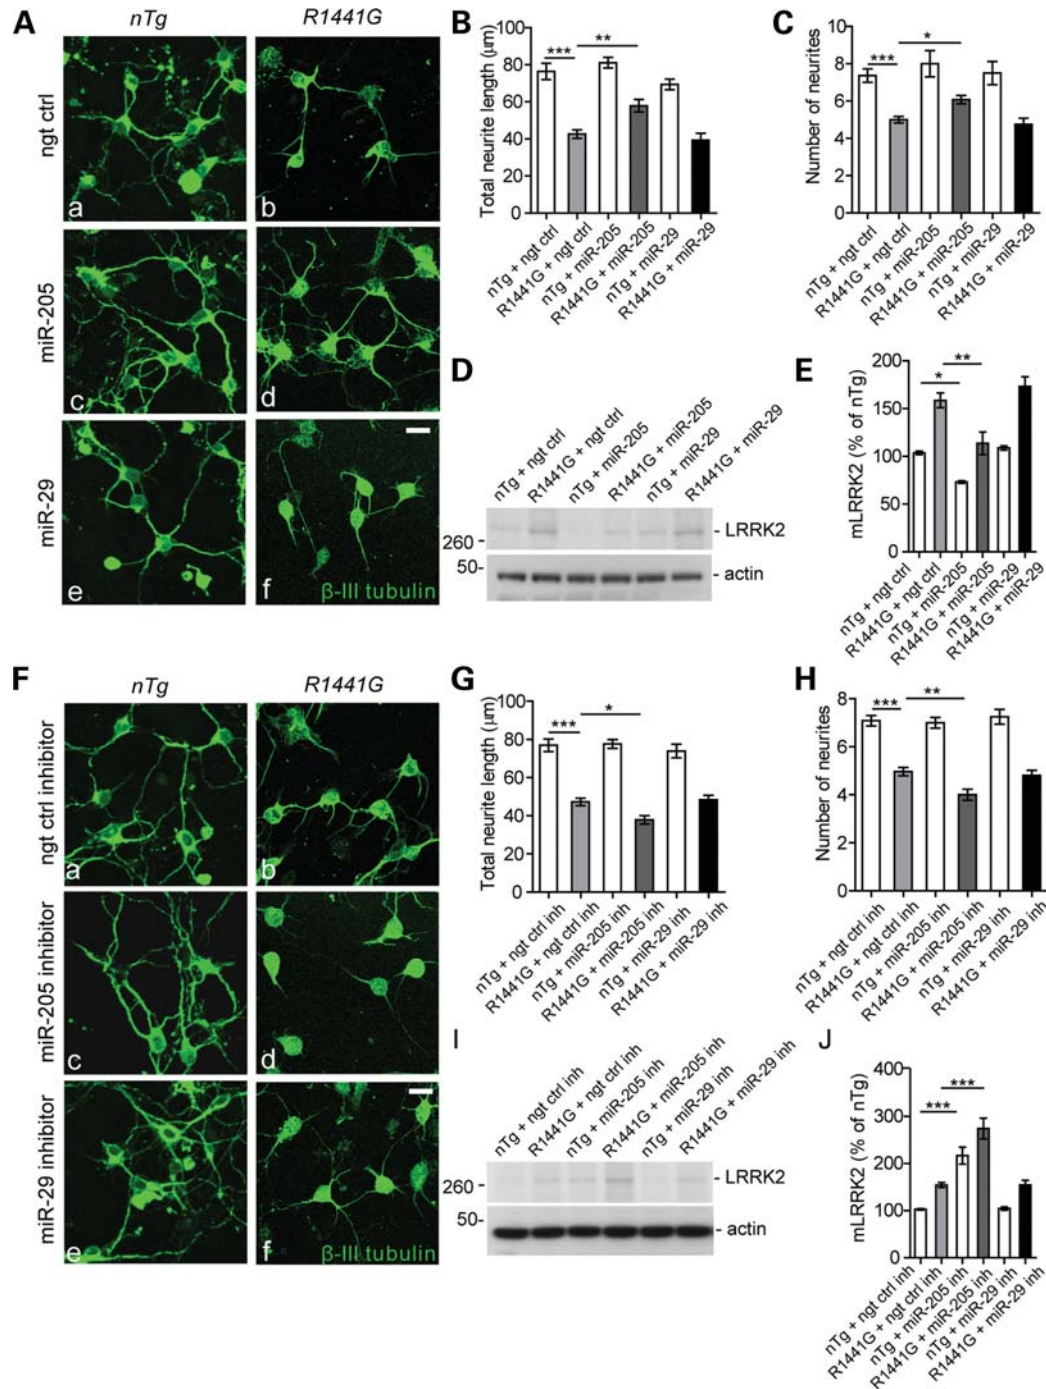 A
nTg
R1441G
ngt ctrl
a
b
miR-205
c
d
miR-29
e
f
β-III tubulin
B
Total neurite length (μm)
80
60
40
20
0
***
**
nTg + ngt ctrl
R1441G + ngt ctrl
nTg + miR-205
R1441G + miR-205
nTg + miR-29
R1441G + miR-29
C
Number of neurites
10
8
6
4
2
0
***
*
nTg + ngt ctrl
R1441G + ngt ctrl
nTg + miR-205
R1441G + miR-205
nTg + miR-29
R1441G + miR-29
D
nTg + ngt ctrl
R1441G + ngt ctrl
nTg + miR-205
R1441G + miR-205
nTg + miR-29
R1441G + miR-29
260
- LRRK2
50-
- actin
E
mLRRK2 (% of nTg)
200
150
100
50
0
*
**
nTg + ngt ctrl
R1441G + ngt ctrl
nTg + miR-205
R1441G + miR-205
nTg + miR-29
R1441G + miR-29
F
nTg
R1441G
ngt ctrl inhibitor
a
b
miR-205 inhibitor
c
d
miR-29 inhibitor
e
f
β-III tubulin
G
Total neurite length (μm)
100
80
60
40
20
0
***
*
nTg + ngt ctrl inh
R1441G + ngt ctrl inh
nTg + miR-205 inh
R1441G + miR-205 inh
nTg + miR-29 inh
R1441G + miR-29 inh
H
Number of neurites
8
6
4
2
0
***
**
nTg + ngt ctrl inh
R1441G + ngt ctrl inh
nTg + miR-205 inh
R1441G + miR-205 inh
nTg + miR-29 inh
R1441G + miR-29 inh
I
nTg + ngt ctrl inh
R1441G + ngt ctrl inh
nTg + miR-205 inh
R1441G + miR-205 inh
nTg + miR-29 inh
R1441G + miR-29 inh
260
- LRRK2
50-
- actin
J
mLRRK2 (% of nTg)
400
300
200
100
0
***
***
nTg + ngt ctrl inh
R1441G + ngt ctrl inh
nTg + miR-205 inh
R1441G + miR-205 inh
nTg + miR-29 inh
R1441G + miR-29 inh